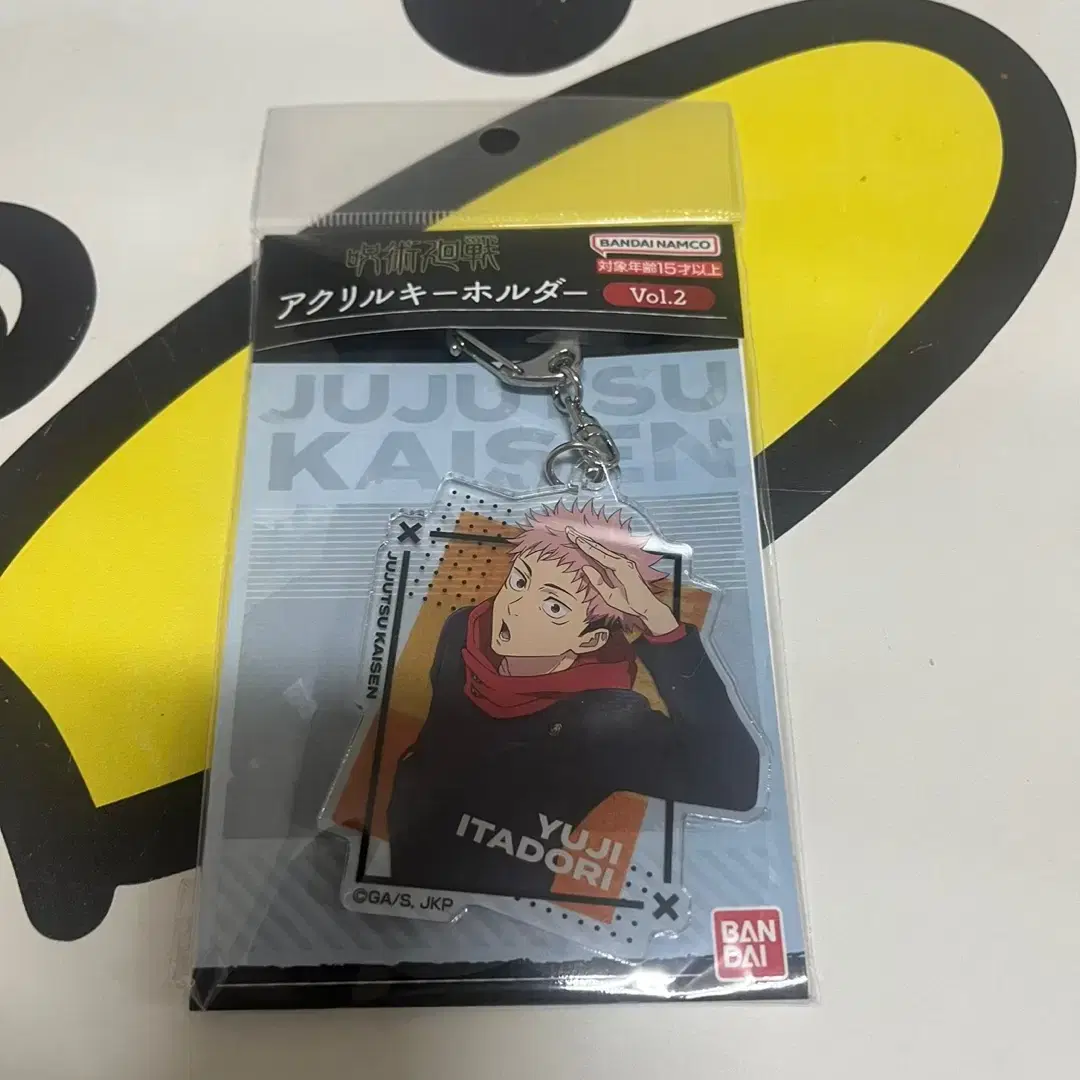 呪術廻戦
BANDAI NAMCO
対象年齢15才以上
アクリルキーホルダー
Vol.2
JUJUTSU
KAISEN
JUJUTSU KAISEN
YUJI
ITADORI
©GA/S, JKP
BAN
DAI